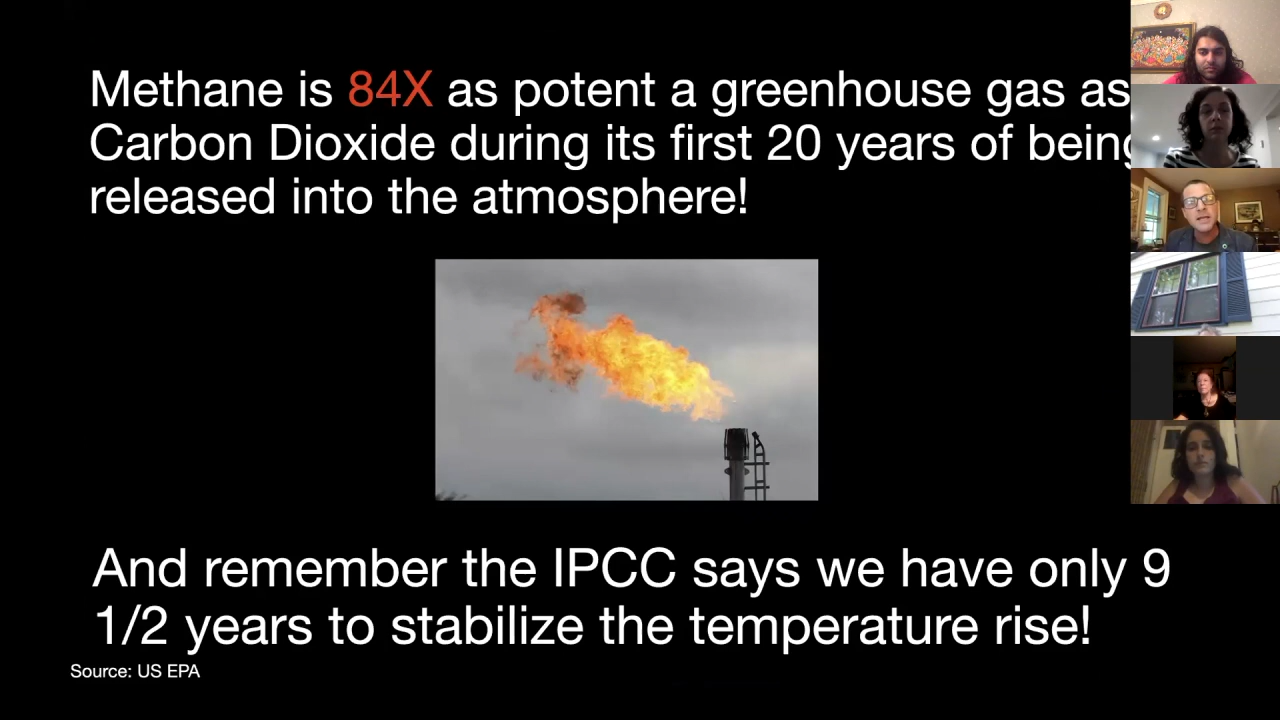 Methane is 84X as potent a greenhouse gas as
Carbon Dioxide during its first 20 years of being
released into the atmosphere!
And remember the IPCC says we have only 9
1/2 years to stabilize the temperature rise!
Source: US EPA